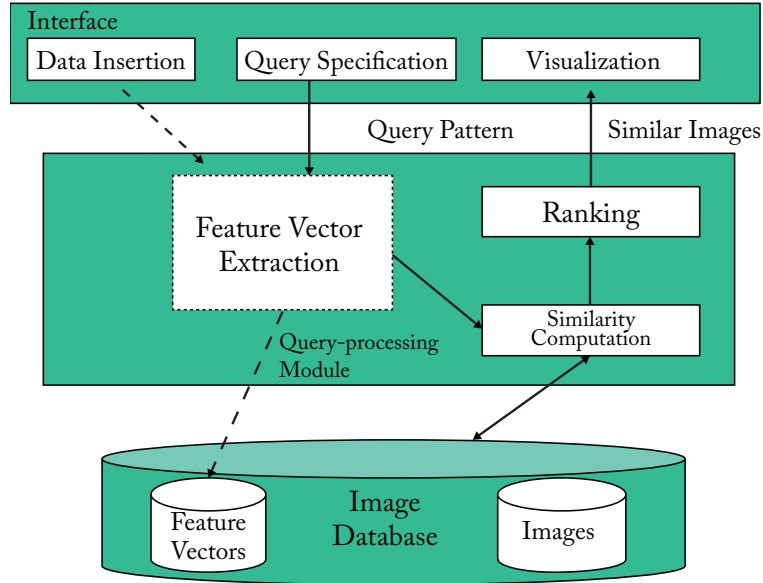 Interface
Data Insertion
Query Specification
Visualization
Query Pattern
Similar Images
Feature Vector
Extraction
Ranking
Similarity
Computation
Query-processing
Module
Image
Database
Feature
Vectors
Images